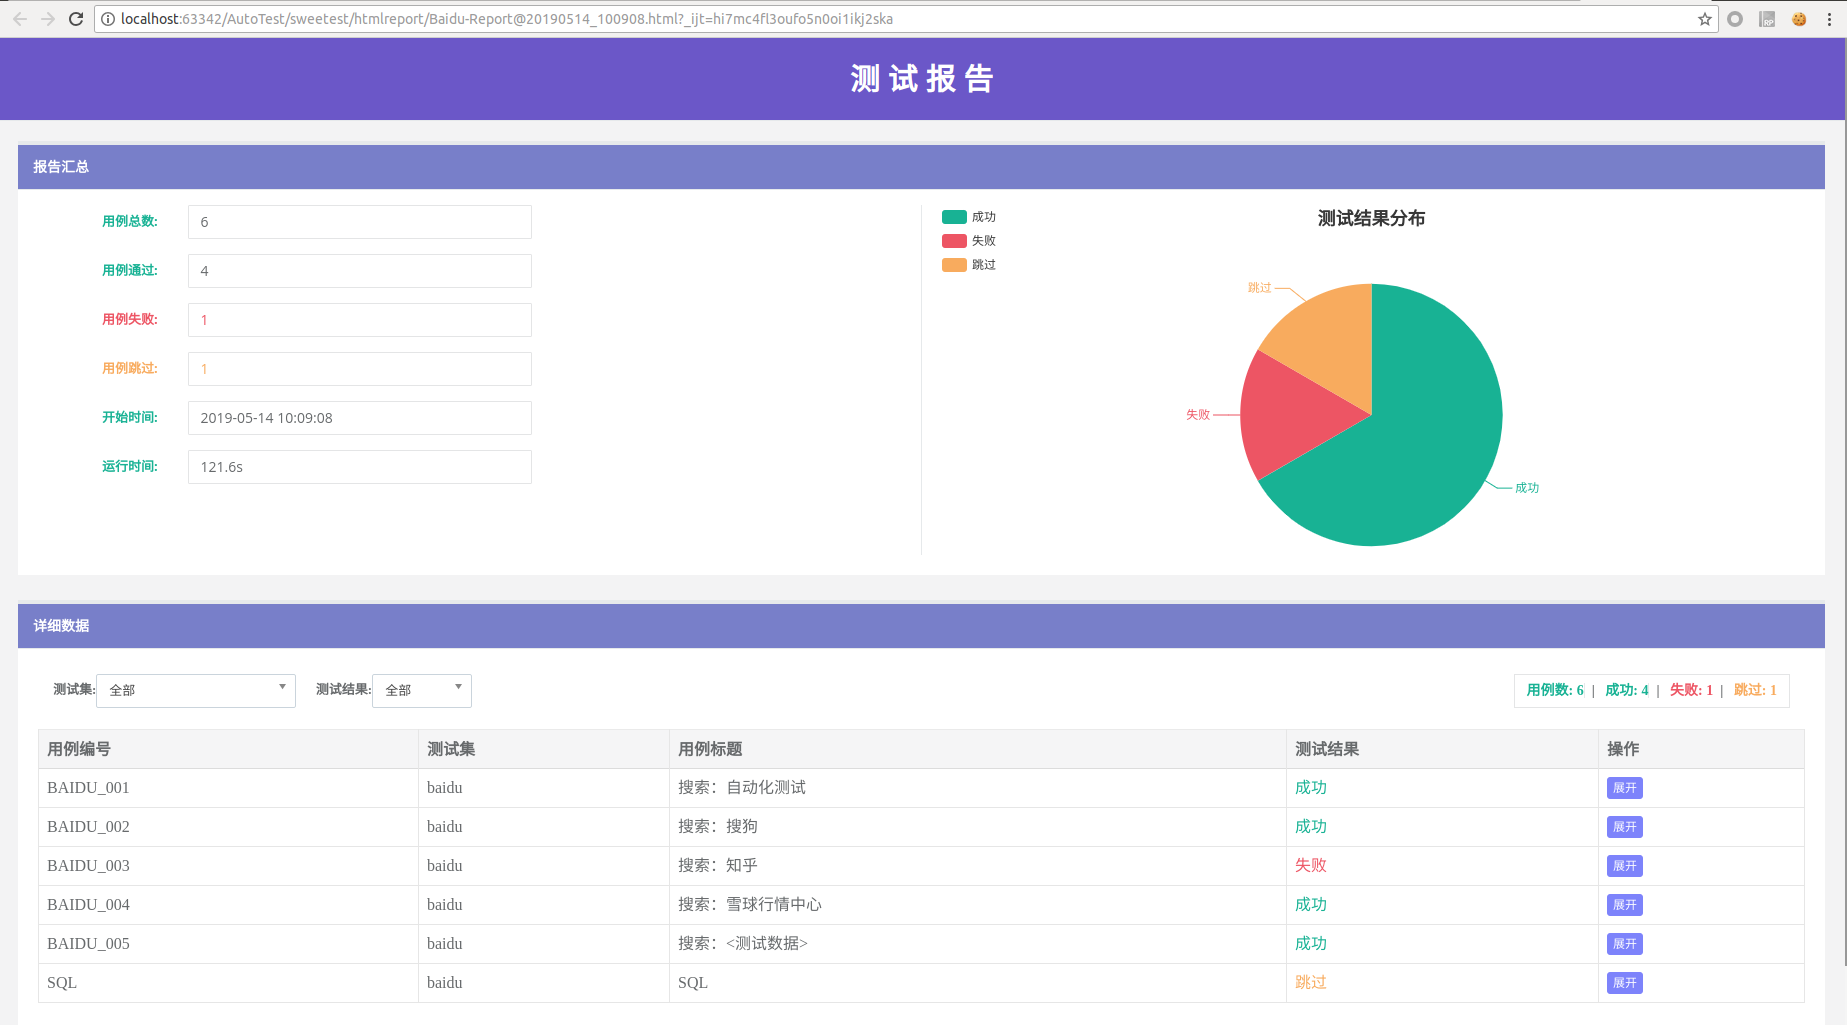 localhost:63342/AutoTest/sweetest/htmlreport/Baidu-Report@20190514_100908.html?_ijt=hi7mc4fl3oufo5n0oi1ikj2ska
测 试 报 告
报告汇总
用例总数: 6
用例通过: 4
用例失败: 1
用例跳过: 1
开始时间: 2019-05-14 10:09:08
运行时间: 121.6s
成功
失败
跳过
测试结果分布
跳过
失败
成功
详细数据
测试集: 全部 测试结果: 全部 用例数: 6 | 成功: 4 | 失败: 1 | 跳过: 1
用例编号 测试集 用例标题 测试结果 操作
BAIDU_001 baidu 搜索：自动化测试 成功 展开
BAIDU_002 baidu 搜索：搜狗 成功 展开
BAIDU_003 baidu 搜索：知乎 失败 展开
BAIDU_004 baidu 搜索：雪球行情中心 成功 展开
BAIDU_005 baidu 搜索：<测试数据> 成功 展开
SQL baidu SQL 跳过 展开